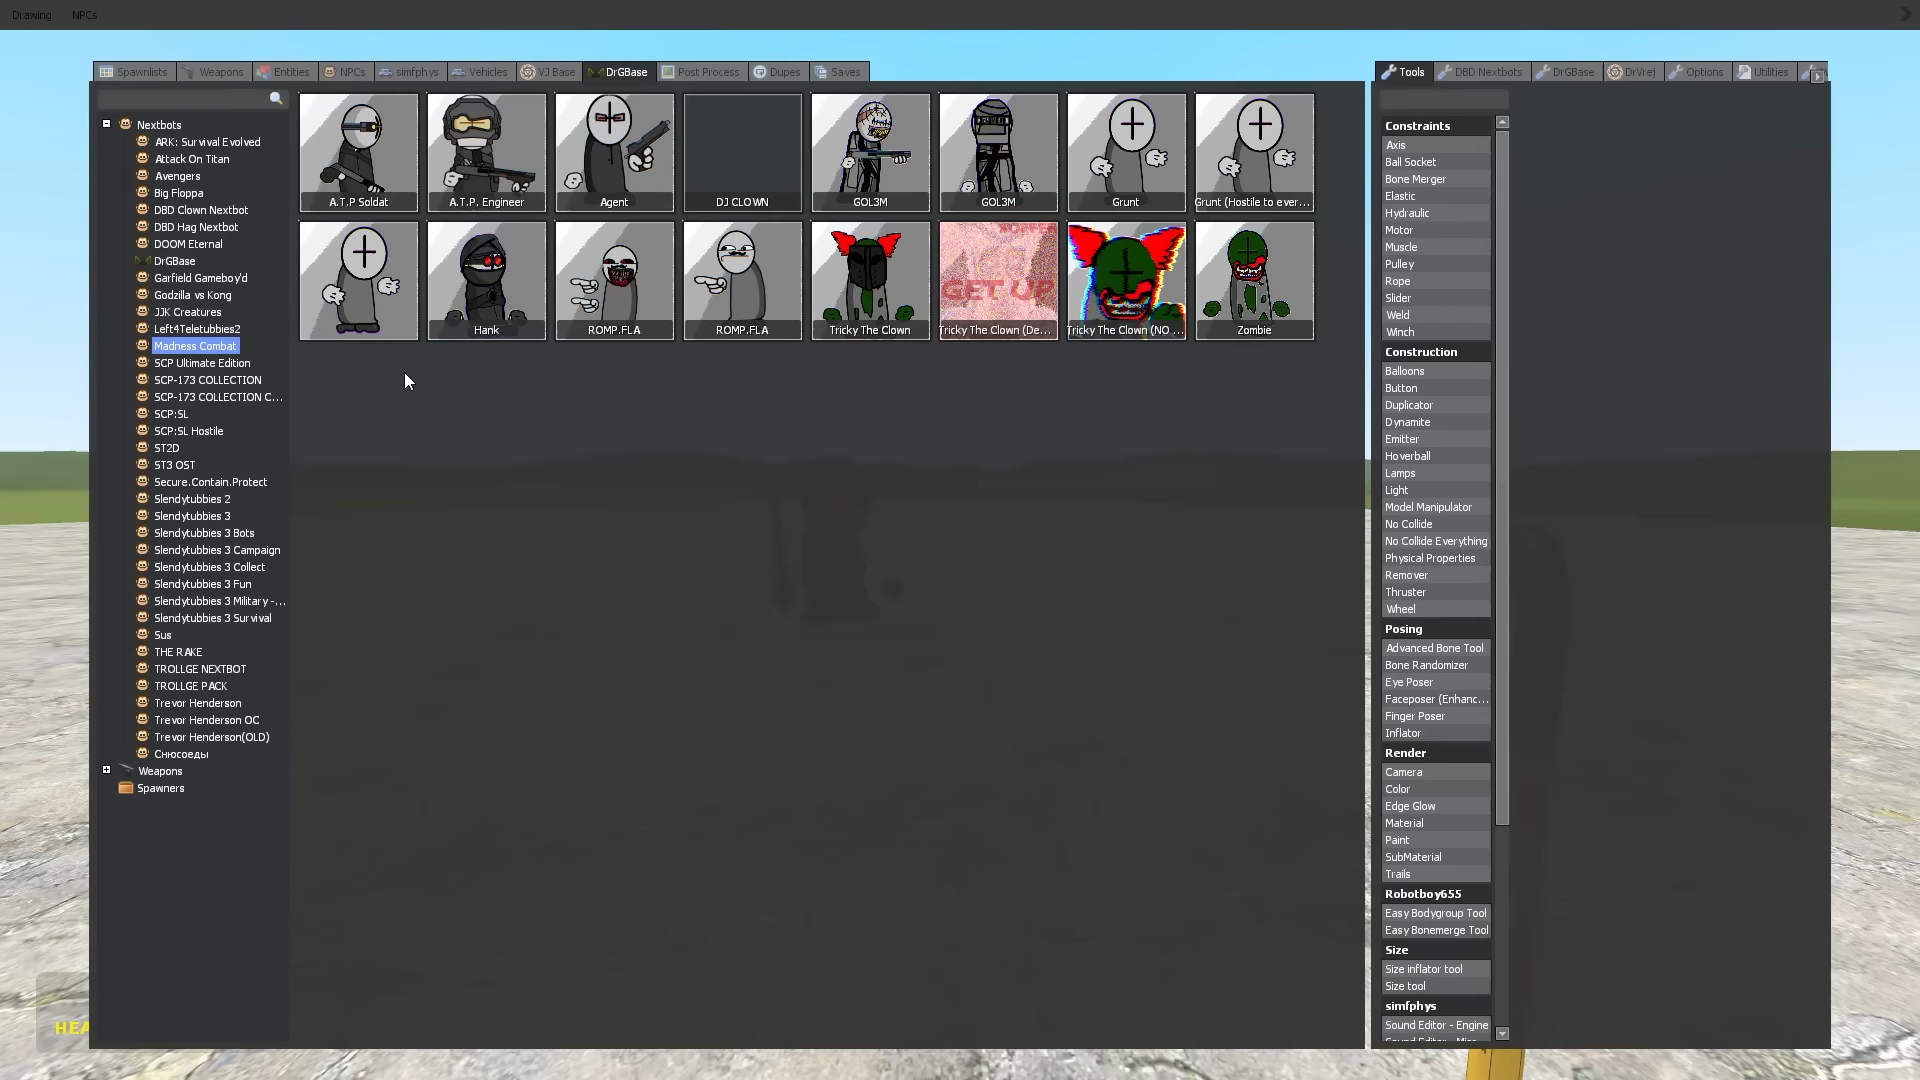 Drawing NPCs
Spawnlists Weapons Entities NPCs simfphys Vehicles VJ Base DrGBase Post Process Dupes Saves
Tools DBD Nextbots DrGBase DrVrej Options Utilities
Nextbots
ARK: Survival Evolved
Attack On Titan
Avengers
Big Floppa
DBD Clown Nextbot
DBD Hag Nextbot
DOOM Eternal
DrGBase
Garfield Gameboy'd
Godzilla vs Kong
JJK Creatures
Left4Teletubbies2
Madness Combat
SCP Ultimate Edition
SCP-173 COLLECTION
SCP-173 COLLECTION C...
SCP:SL
SCP:SL Hostile
ST2D
ST3 OST
Secure.Contain.Protect
Slendytubbies 2
Slendytubbies 3
Slendytubbies 3 Bots
Slendytubbies 3 Campaign
Slendytubbies 3 Collect
Slendytubbies 3 Fun
Slendytubbies 3 Military -...
Slendytubbies 3 Survival
Sus
THE RAKE
TROLLGE NEXTBOT
TROLLGE PACK
Trevor Henderson
Trevor Henderson OC
Trevor Henderson(OLD)
Снюсоеды
Weapons
Spawners
A.T.P Soldat A.T.P. Engineer Agent DJ CLOWN GOL3M GOL3M Grunt Grunt (Hostile to ever...
SUFFER
GET UP
Hank ROMP.FLA ROMP.FLA Tricky The Clown Tricky The Clown (De... Tricky The Clown (NO ... Zombie
Constraints
Axis
Ball Socket
Bone Merger
Elastic
Hydraulic
Motor
Muscle
Pulley
Rope
Slider
Weld
Winch
Construction
Balloons
Button
Duplicator
Dynamite
Emitter
Hoverball
Lamps
Light
Model Manipulator
No Collide
No Collide Everything
Physical Properties
Remover
Thruster
Wheel
Posing
Advanced Bone Tool
Bone Randomizer
Eye Poser
Faceposer (Enhanc...
Finger Poser
Inflator
Render
Camera
Color
Edge Glow
Material
Paint
SubMaterial
Trails
Robotboy655
Easy Bodygroup Tool
Easy Bonemerge Tool
Size
Size inflator tool
Size tool
simfphys
Sound Editor - Engine
HEA